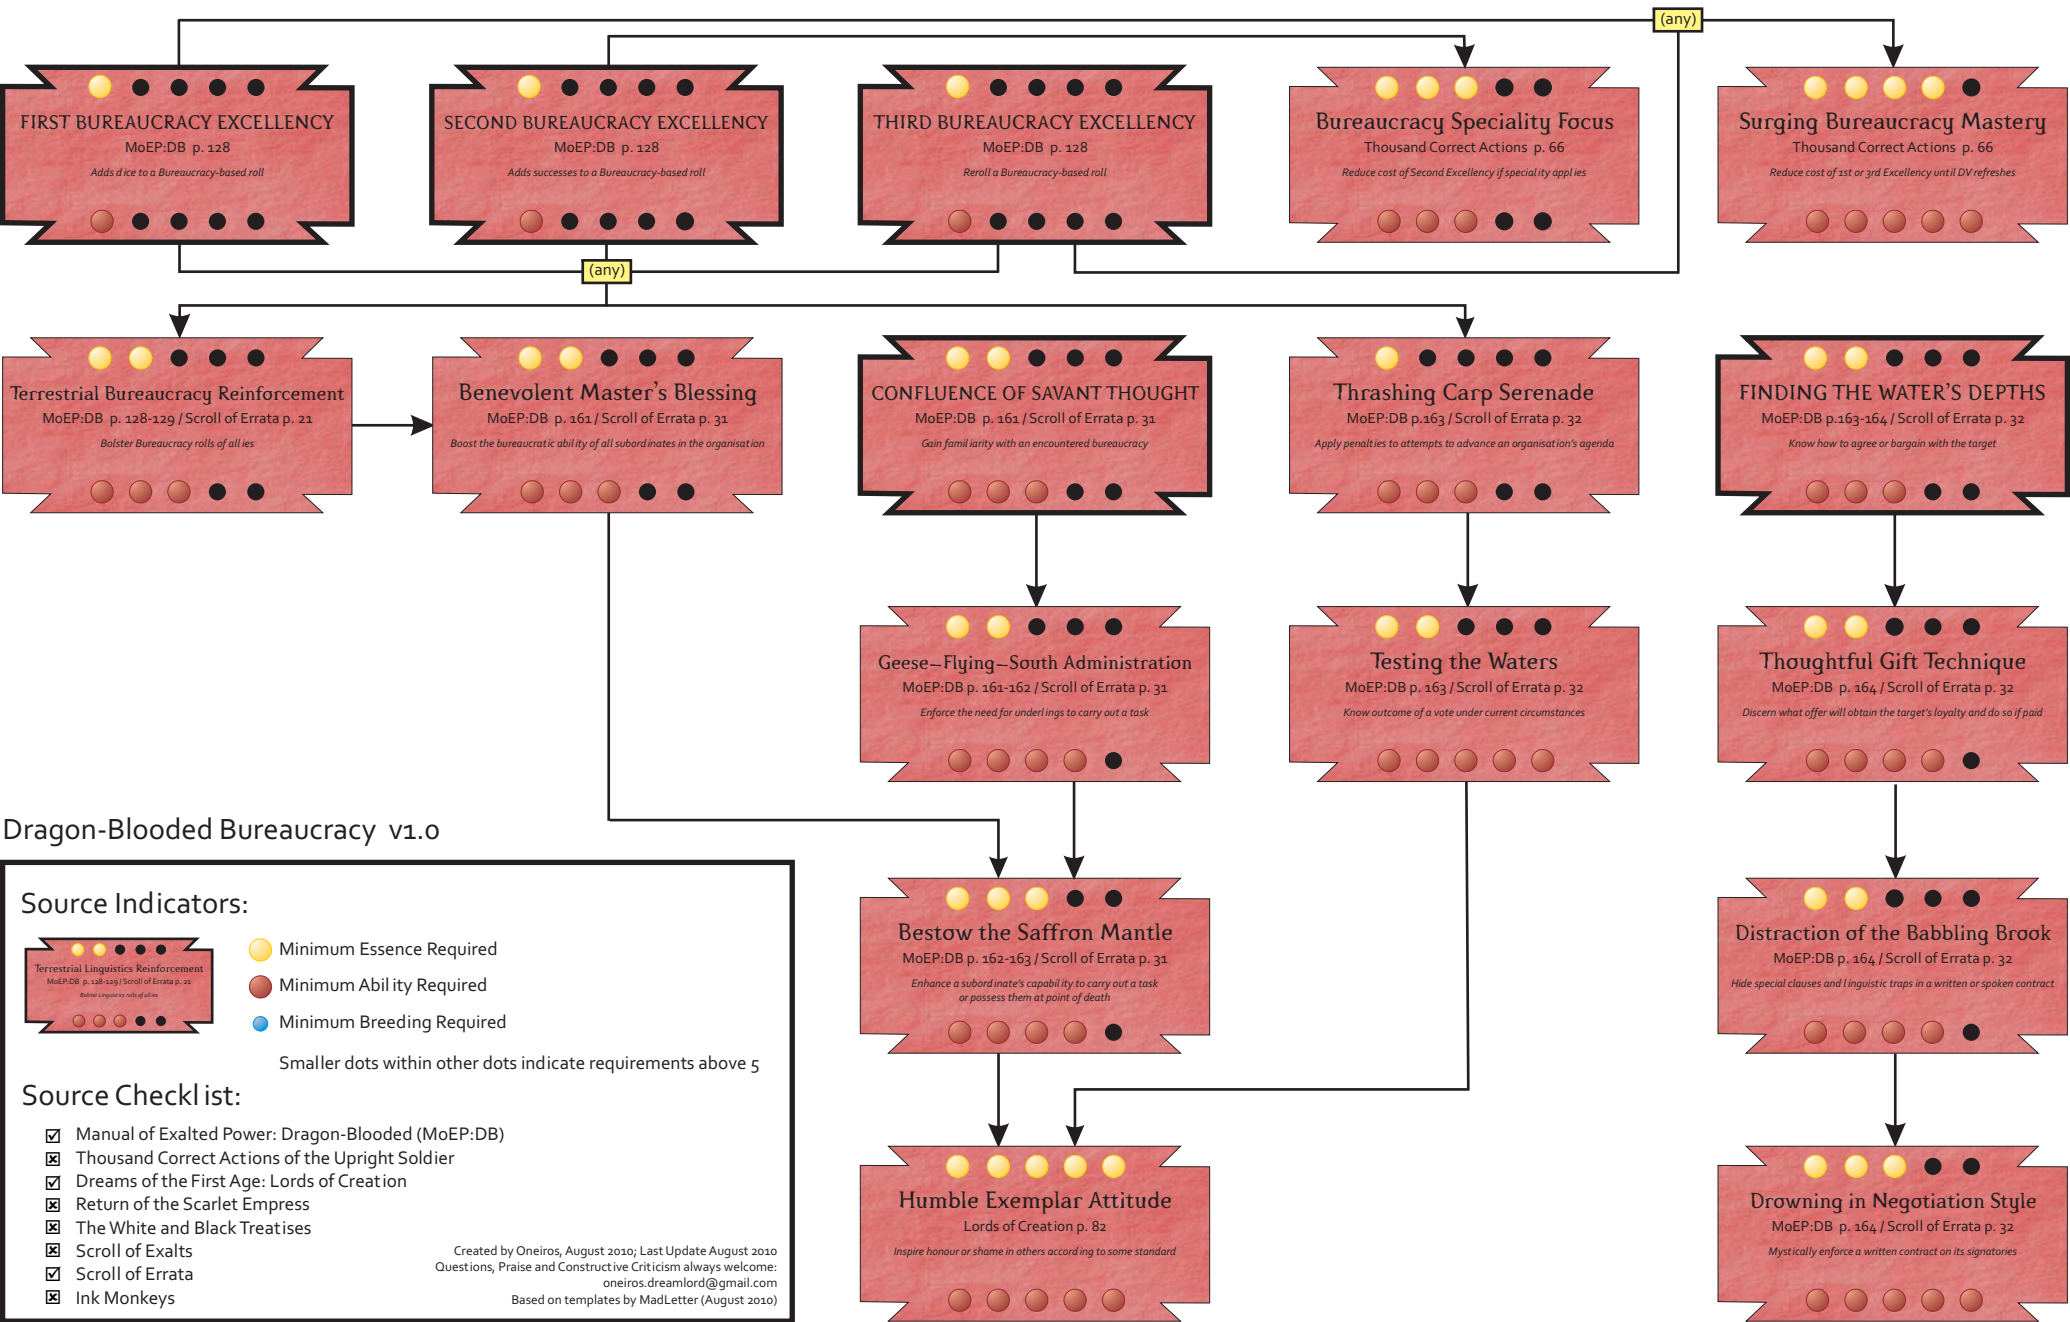 (any)
FIRST BUREAUCRACY EXCELLENCY
MoEP:DB p. 128
Adds dice to a Bureaucracy-based roll
SECOND BUREAUCRACY EXCELLENCY
MoEP:DB p. 128
Adds successes to a Bureaucracy-based roll
THIRD BUREAUCRACY EXCELLENCY
MoEP:DB p. 128
Reroll a Bureaucracy-based roll
Bureaucracy Speciality Focus
Thousand Correct Actions p. 66
Reduce cost of Second Excellency if speciality applies
Surging Bureaucracy Mastery
Thousand Correct Actions p. 66
Reduce cost of 1st or 3rd Excellency until DV refreshes
(any)
Terrestrial Bureaucracy Reinforcement
MoEP:DB p. 128-129 / Scroll of Errata p. 21
Bolster Bureaucracy rolls of allies
Benevolent Master's Blessing
MoEP:DB p. 161 / Scroll of Errata p. 31
Boost the bureaucratic ability of all subordinates in the organisation
CONFLUENCE OF SAVANT THOUGHT
MoEP:DB p. 161 / Scroll of Errata p. 31
Gain familiarity with an encountered bureaucracy
Thrashing Carp Serenade
MoEP:DB p.163 / Scroll of Errata p. 32
Apply penalties to attempts to advance an organisation's agenda
FINDING THE WATER'S DEPTHS
MoEP:DB p.163-164 / Scroll of Errata p. 32
Know how to agree or bargain with the target
Geese-Flying-South Administration
MoEP:DB p. 161-162 / Scroll of Errata p. 31
Enforce the need for underlings to carry out a task
Testing the Waters
MoEP:DB p. 163 / Scroll of Errata p. 32
Know outcome of a vote under current circumstances
Thoughtful Gift Technique
MoEP:DB p. 164 / Scroll of Errata p. 32
Discern what offer will obtain the target's loyalty and do so if paid
Bestow the Saffron Mantle
MoEP:DB p. 162-163 / Scroll of Errata p. 31
Enhance a subordinate's capability to carry out a task
or possess them at point of death
Distraction of the Babbling Brook
MoEP:DB p. 164 / Scroll of Errata p. 32
Hide special clauses and linguistic traps in a written or spoken contract
Humble Exemplar Attitude
Lords of Creation p. 82
Inspire honour or shame in others according to some standard
Drowning in Negotiation Style
MoEP:DB p. 164 / Scroll of Errata p. 32
Mystically enforce a written contract on its signatories
Dragon-Blooded Bureaucracy v1.0
Source Indicators:
Terrestrial Linguistics Reinforcement
MoEP:DB p. 128-129 / Scroll of Errata p. 21
Bolster Linguistics rolls of allies
Minimum Essence Required
Minimum Ability Required
Minimum Breeding Required
Smaller dots within other dots indicate requirements above 5
Source Checklist:
Manual of Exalted Power: Dragon-Blooded (MoEP:DB)
Thousand Correct Actions of the Upright Soldier
Dreams of the First Age: Lords of Creation
Return of the Scarlet Empress
The White and Black Treatises
Scroll of Exalts
Scroll of Errata
Ink Monkeys
Created by Oneiros, August 2010; Last Update August 2010
Questions, Praise and Constructive Criticism always welcome:
oneiros.dreamlord@gmail.com
Based on templates by MadLetter (August 2010)